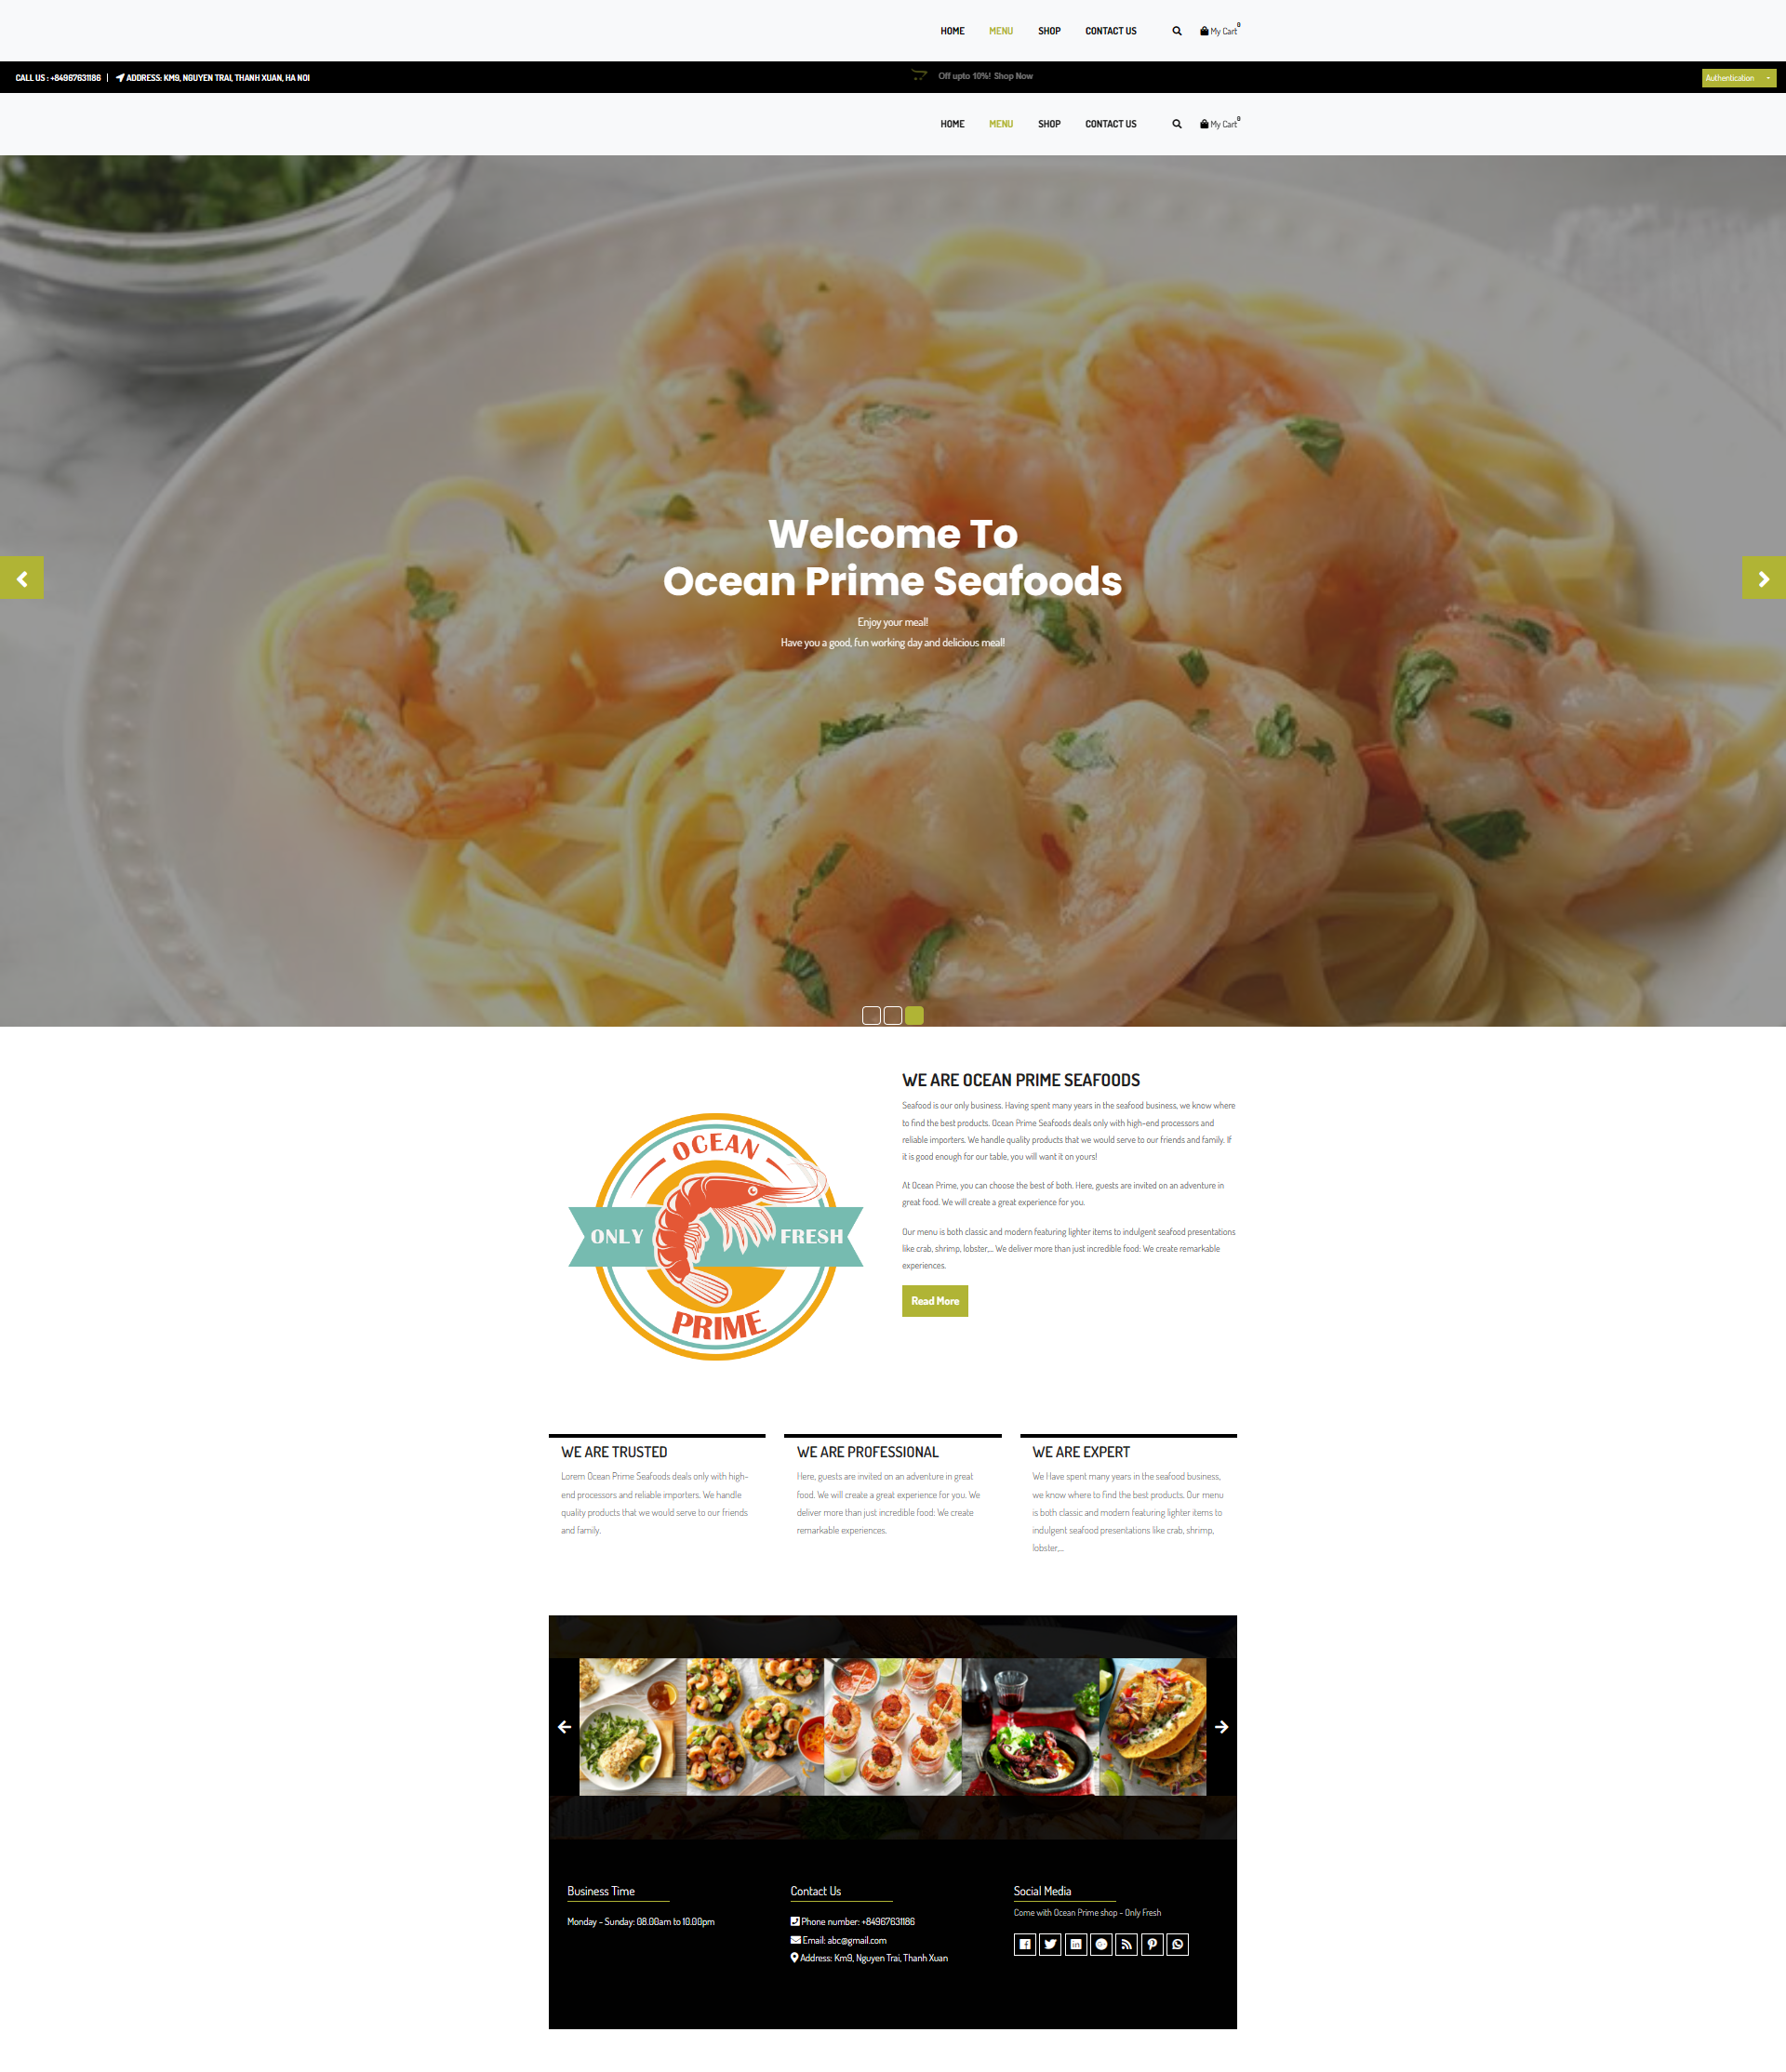 HOME MENU SHOP CONTACT US My Cart 0
CALL US : +84967631186 | ADDRESS: KM9, NGUYEN TRAI, THANH XUAN, HA NOI Off upto 10%! Shop Now Authentication
HOME MENU SHOP CONTACT US My Cart 0
Welcome To
Ocean Prime Seafoods
Enjoy your meal!
Have you a good, fun working day and delicious meal!
OCEAN
ONLY FRESH
PRIME
WE ARE OCEAN PRIME SEAFOODS
Seafood is our only business. Having spent many years in the seafood business, we know where
to find the best products. Ocean Prime Seafoods deals only with high-end processors and
reliable importers. We handle quality products that we would serve to our friends and family. If
it is good enough for our table, you will want it on yours!
At Ocean Prime, you can choose the best of both. Here, guests are invited on an adventure in
great food. We will create a great experience for you.
Our menu is both classic and modern featuring lighter items to indulgent seafood presentations
like crab, shrimp, lobster,... We deliver more than just incredible food: We create remarkable
experiences.
Read More
WE ARE TRUSTED
Lorem Ocean Prime Seafoods deals only with high-
end processors and reliable importers. We handle
quality products that we would serve to our friends
and family.
WE ARE PROFESSIONAL
Here, guests are invited on an adventure in great
food. We will create a great experience for you. We
deliver more than just incredible food: We create
remarkable experiences.
WE ARE EXPERT
We Have spent many years in the seafood business,
we know where to find the best products. Our menu
is both classic and modern featuring lighter items to
indulgent seafood presentations like crab, shrimp,
lobster,...
Business Time
Monday - Sunday: 08.00am to 10.00pm
Contact Us
Phone number: +84967631186
Email: abc@gmail.com
Address: Km9, Nguyen Trai, Thanh Xuan
Social Media
Come with Ocean Prime shop - Only Fresh